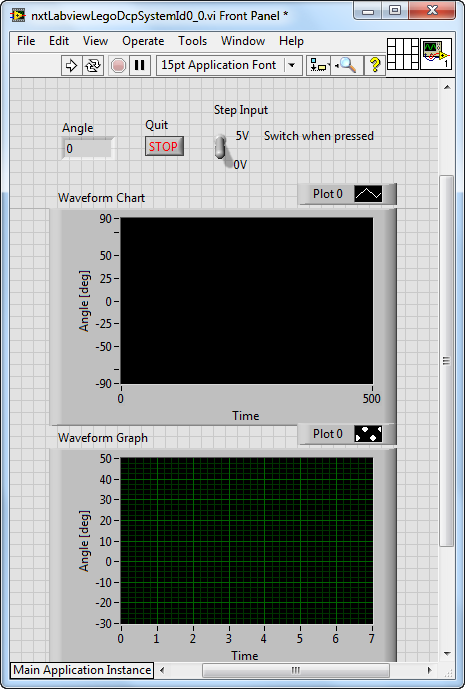 nxtLabviewLegoDcpSystemId0_0.vi Front Panel *
File Edit View Operate Tools Window Help
15pt Application Font
?
1
Step Input
Angle
Quit
5V
Switch when pressed
0
STOP
0V
Plot 0
Waveform Chart
90
50
25
0
-25
-50
-90
Angle [deg]
0 500
Time
Plot 0
Waveform Graph
50
40
30
20
10
0
-10
-20
-30
Angle [deg]
0 1 2 3 4 5 6 7
Time
Main Application Instance